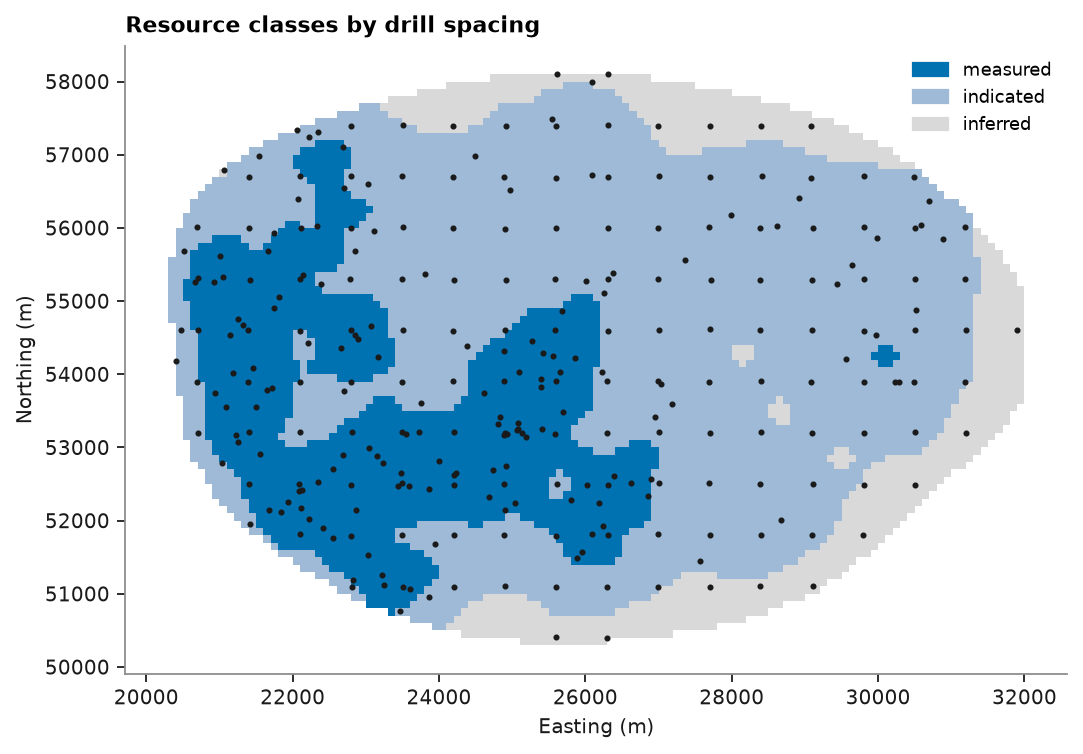 Resource classes by drill spacing
measured
indicated
inferred
58000
57000
56000
55000
54000
53000
52000
51000
50000
Northing (m)
20000 22000 24000 26000 28000 30000 32000
Easting (m)